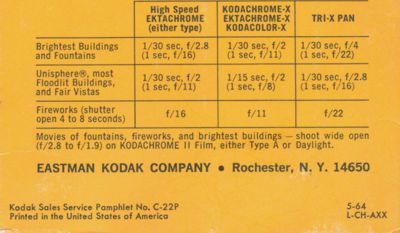 High Speed EKTACHROME (either type) KODACHROME-X EKTACHROME-X KODACOLOR-X TRI-X PAN
Brightest Buildings and Fountains 1/30 sec, f/2.8 (1 sec, f/16) 1/30 sec, f/2 (1 sec, f/11) 1/30 sec, f/4 (1 sec, f/22)
Unisphere®, most Floodlit Buildings, and Fair Vistas 1/30 sec, f/2 (1 sec, f/11) 1/15 sec, f/2 (1 sec, f/8) 1/30 sec, f/2.8 (1 sec, f/16)
Fireworks (shutter open 4 to 8 seconds) f/16 f/11 f/22
Movies of fountains, fireworks, and brightest buildings — shoot wide open
(f/2.8 to f/1.9) on KODACHROME II Film, either Type A or Daylight.
EASTMAN KODAK COMPANY • Rochester, N. Y. 14650
Kodak Sales Service Pamphlet No. C-22P 5-64
Printed in the United States of America L-CH-AXX